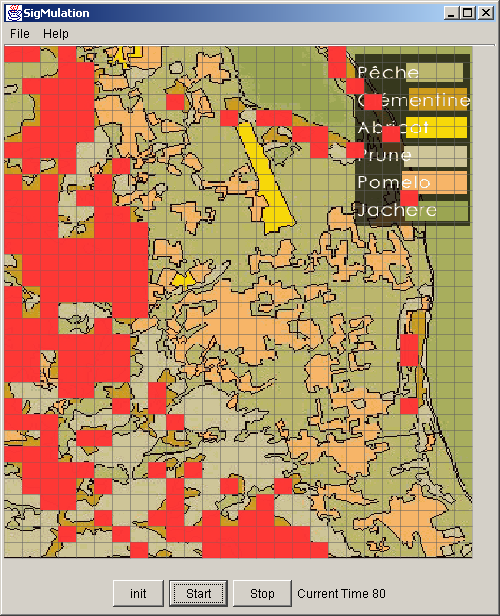 SigMulation
File Help
Pêche
Clémentine
Abricot
Prune
Pomelo
Jachere
init Start Stop Current Time 80